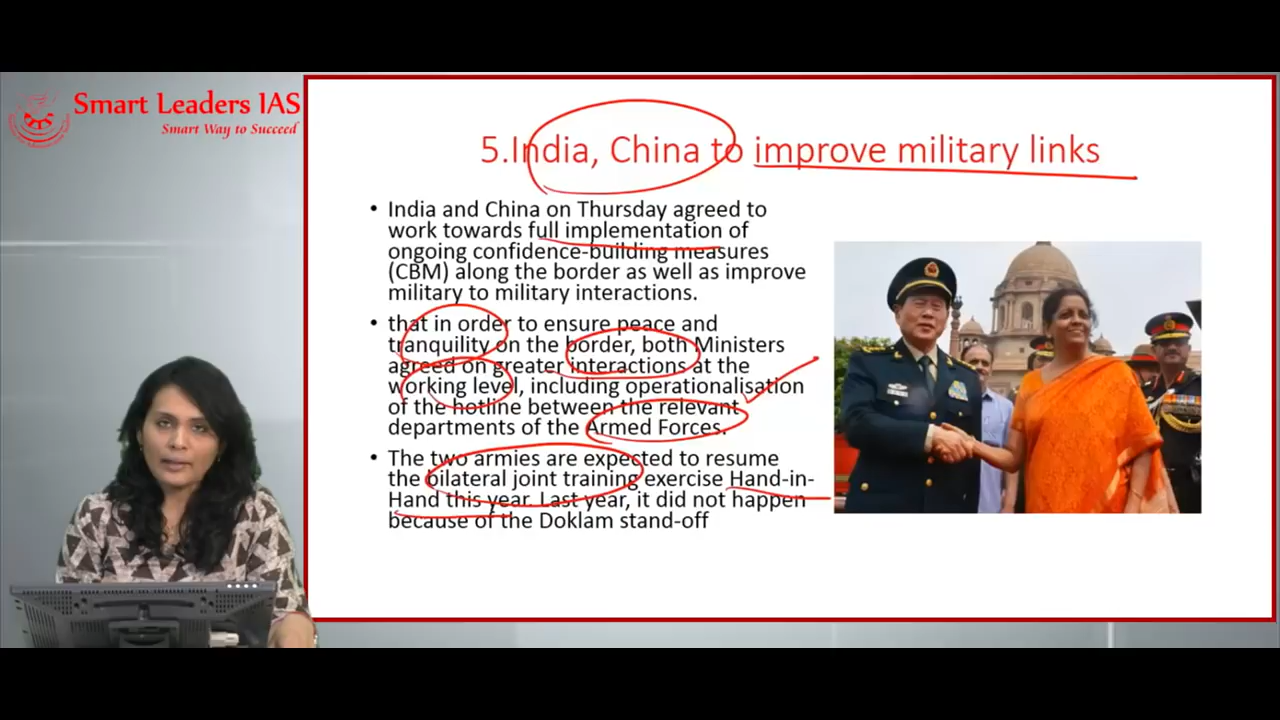 Smart Leaders IAS
Smart Way to Succeed
5.India, China to improve military links
• India and China on Thursday agreed to
work towards full implementation of
ongoing confidence-building measures
(CBM) along the border as well as improve
military to military interactions.
• that in order to ensure peace and
tranquility on the border, both Ministers
agreed on greater interactions at the
working level, including operationalisation
of the hotline between the relevant
departments of the Armed Forces.
• The two armies are expected to resume
the bilateral joint training exercise Hand-in-
Hand this year. Last year, it did not happen
because of the Doklam stand-off